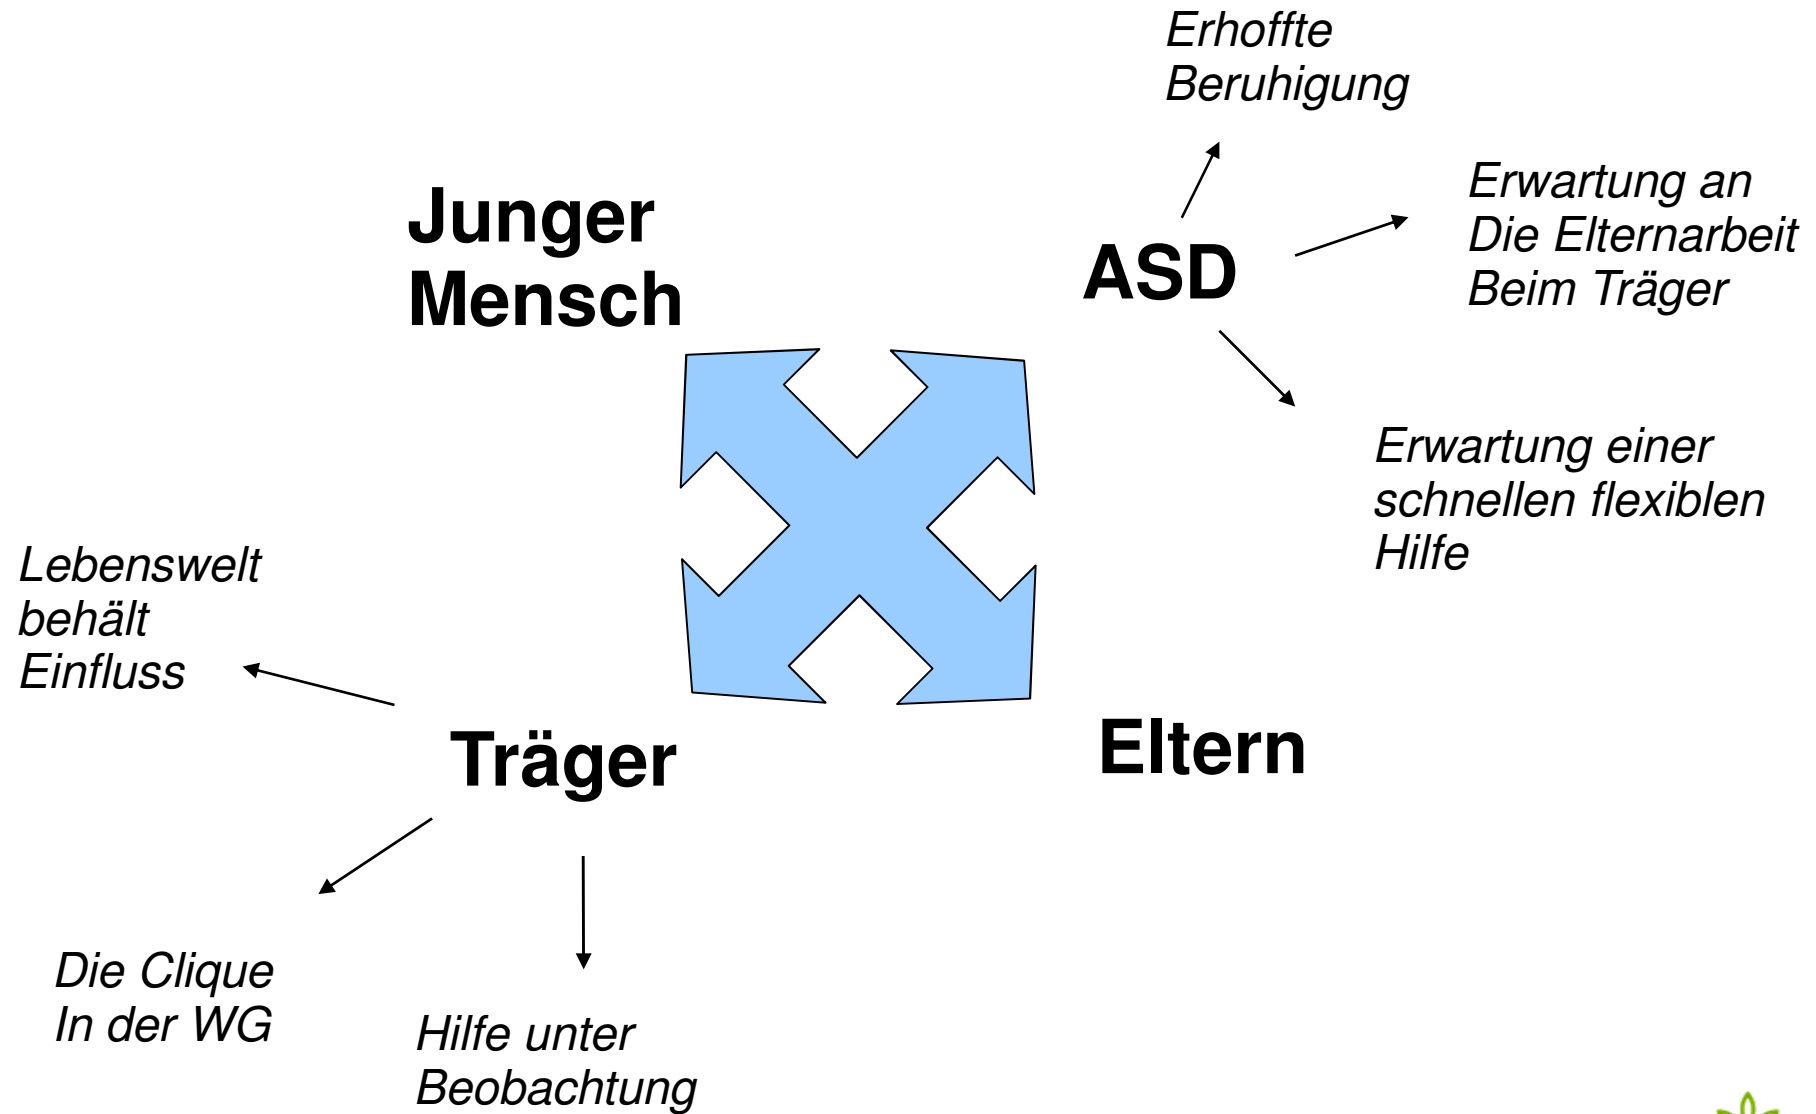 Erhoffte
Beruhigung
Junger
Mensch
ASD
Erwartung an
Die Elternarbeit
Beim Träger
Erwartung einer
schnellen flexiblen
Hilfe
Lebenswelt
behält
Einfluss
Träger
Eltern
Die Clique
In der WG
Hilfe unter
Beobachtung